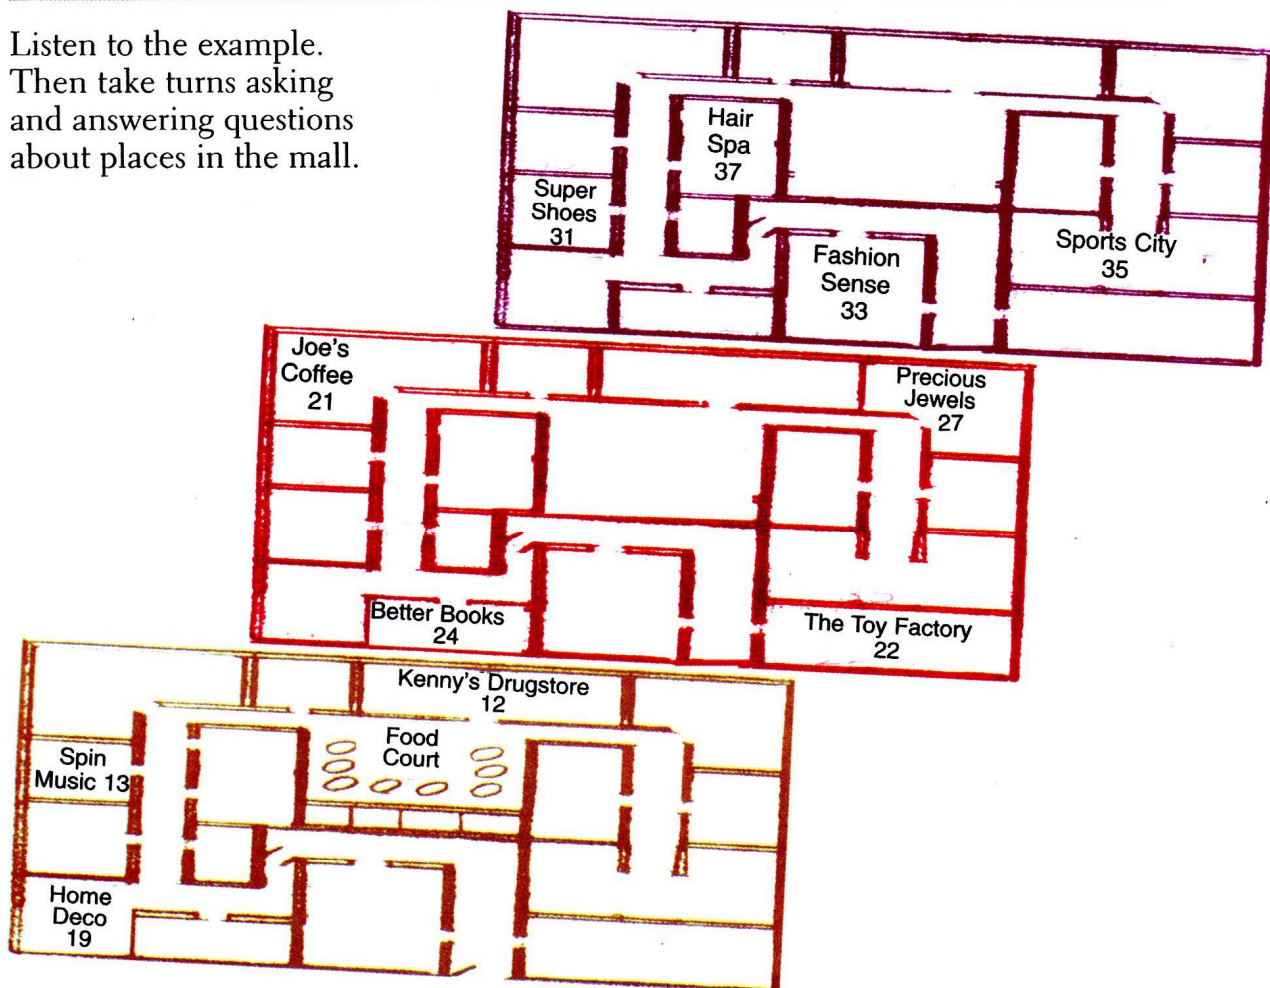 Listen to the example.
Then take turns asking
and answering questions
about places in the mall.
Hair
Spa
37
Super
Shoes
31
Fashion
Sense
33
Sports City
35
Joe's
Coffee
21
Precious
Jewels
27
Better Books
24
The Toy Factory
22
Kenny's Drugstore
12
Food
Court
Spin
Music 13
Home
Deco
19